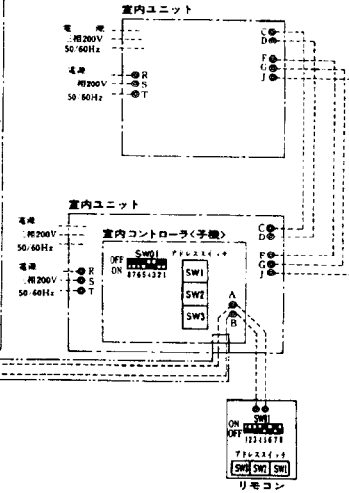 室内ユニット
電 源
三相200V
50/60Hz
C
D
F
G
J
電源
相200V
50/60Hz
R
S
T
室内ユニット
電源
三相200V
50/60Hz
室内コントローラ<子機>
OFF
ON
SW01
87654321
アドレススイッチ
SW1
SW2
SW3
A
B
C
D
F
G
J
電源
三相200V
50/60Hz
R
S
T
ON
OFF
SW01
12345678
アドレススイッチ
SW3 SW2 SW1
リモコン